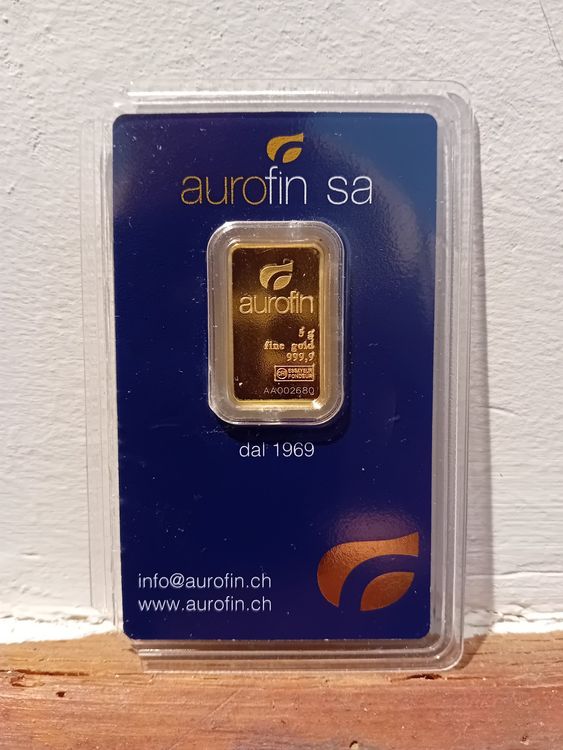 aurofin sa
aurofin
5 g
fine gold
999,9
ESSAYEUR
FONDEUR
AA002680
dal 1969
info@aurofin.ch
www.aurofin.ch